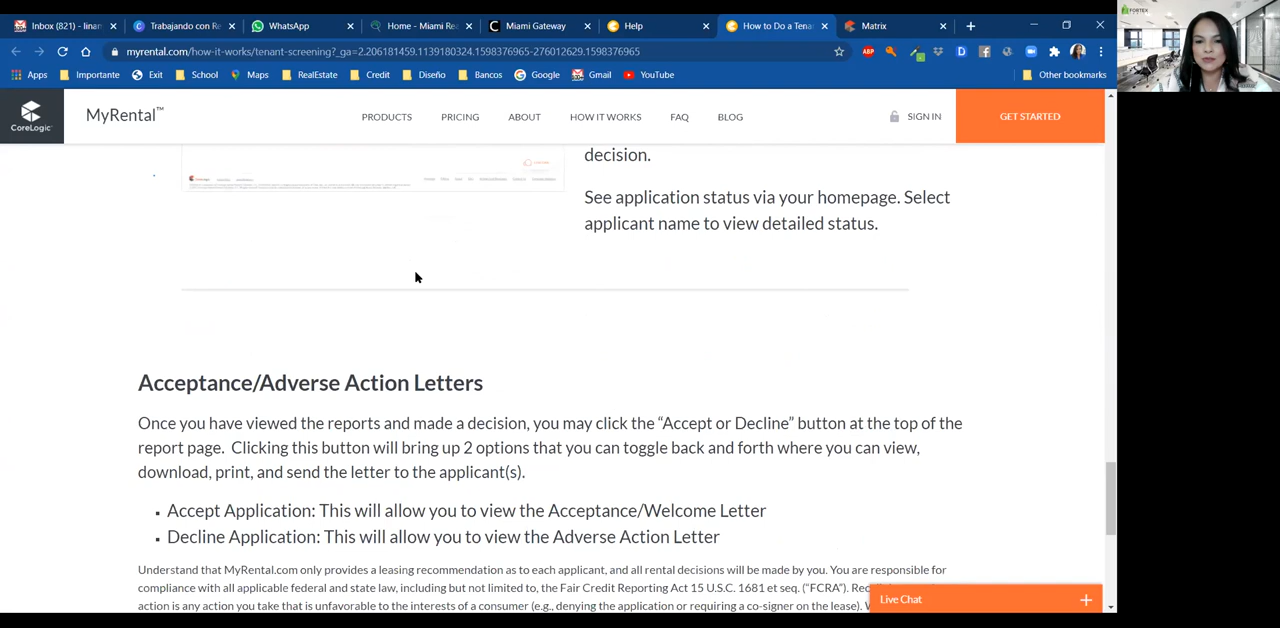 Inbox (821) - linan
Trabajando con Re
WhatsApp
Home - Miami Re
Miami Gateway
Help
How to Do a Tena
Matrix
myrental.com/how-it-works/tenant-screening?_ga=2.206181459.1139180324.1598376965-276012629.1598376965
Apps
Importante
Exit
School
Maps
RealEstate
Credit
Diseño
Bancos
Google
Gmail
YouTube
Other bookmarks
FORTEX
CoreLogic
MyRental™
PRODUCTS
PRICING
ABOUT
HOW IT WORKS
FAQ
BLOG
SIGN IN
GET STARTED
decision.
See application status via your homepage. Select
applicant name to view detailed status.
Acceptance/Adverse Action Letters
Once you have viewed the reports and made a decision, you may click the “Accept or Decline” button at the top of the
report page. Clicking this button will bring up 2 options that you can toggle back and forth where you can view,
download, print, and send the letter to the applicant(s).
▪ Accept Application: This will allow you to view the Acceptance/Welcome Letter
▪ Decline Application: This will allow you to view the Adverse Action Letter
Understand that MyRental.com only provides a leasing recommendation as to each applicant, and all rental decisions will be made by you. You are responsible for
compliance with all applicable federal and state law, including but not limited to, the Fair Credit Reporting Act 15 U.S.C. 1681 et seq. (“FCRA”).
action is any action you take that is unfavorable to the interests of a consumer (e.g., denying the application or requiring a co-signer on the lease).
Live Chat +